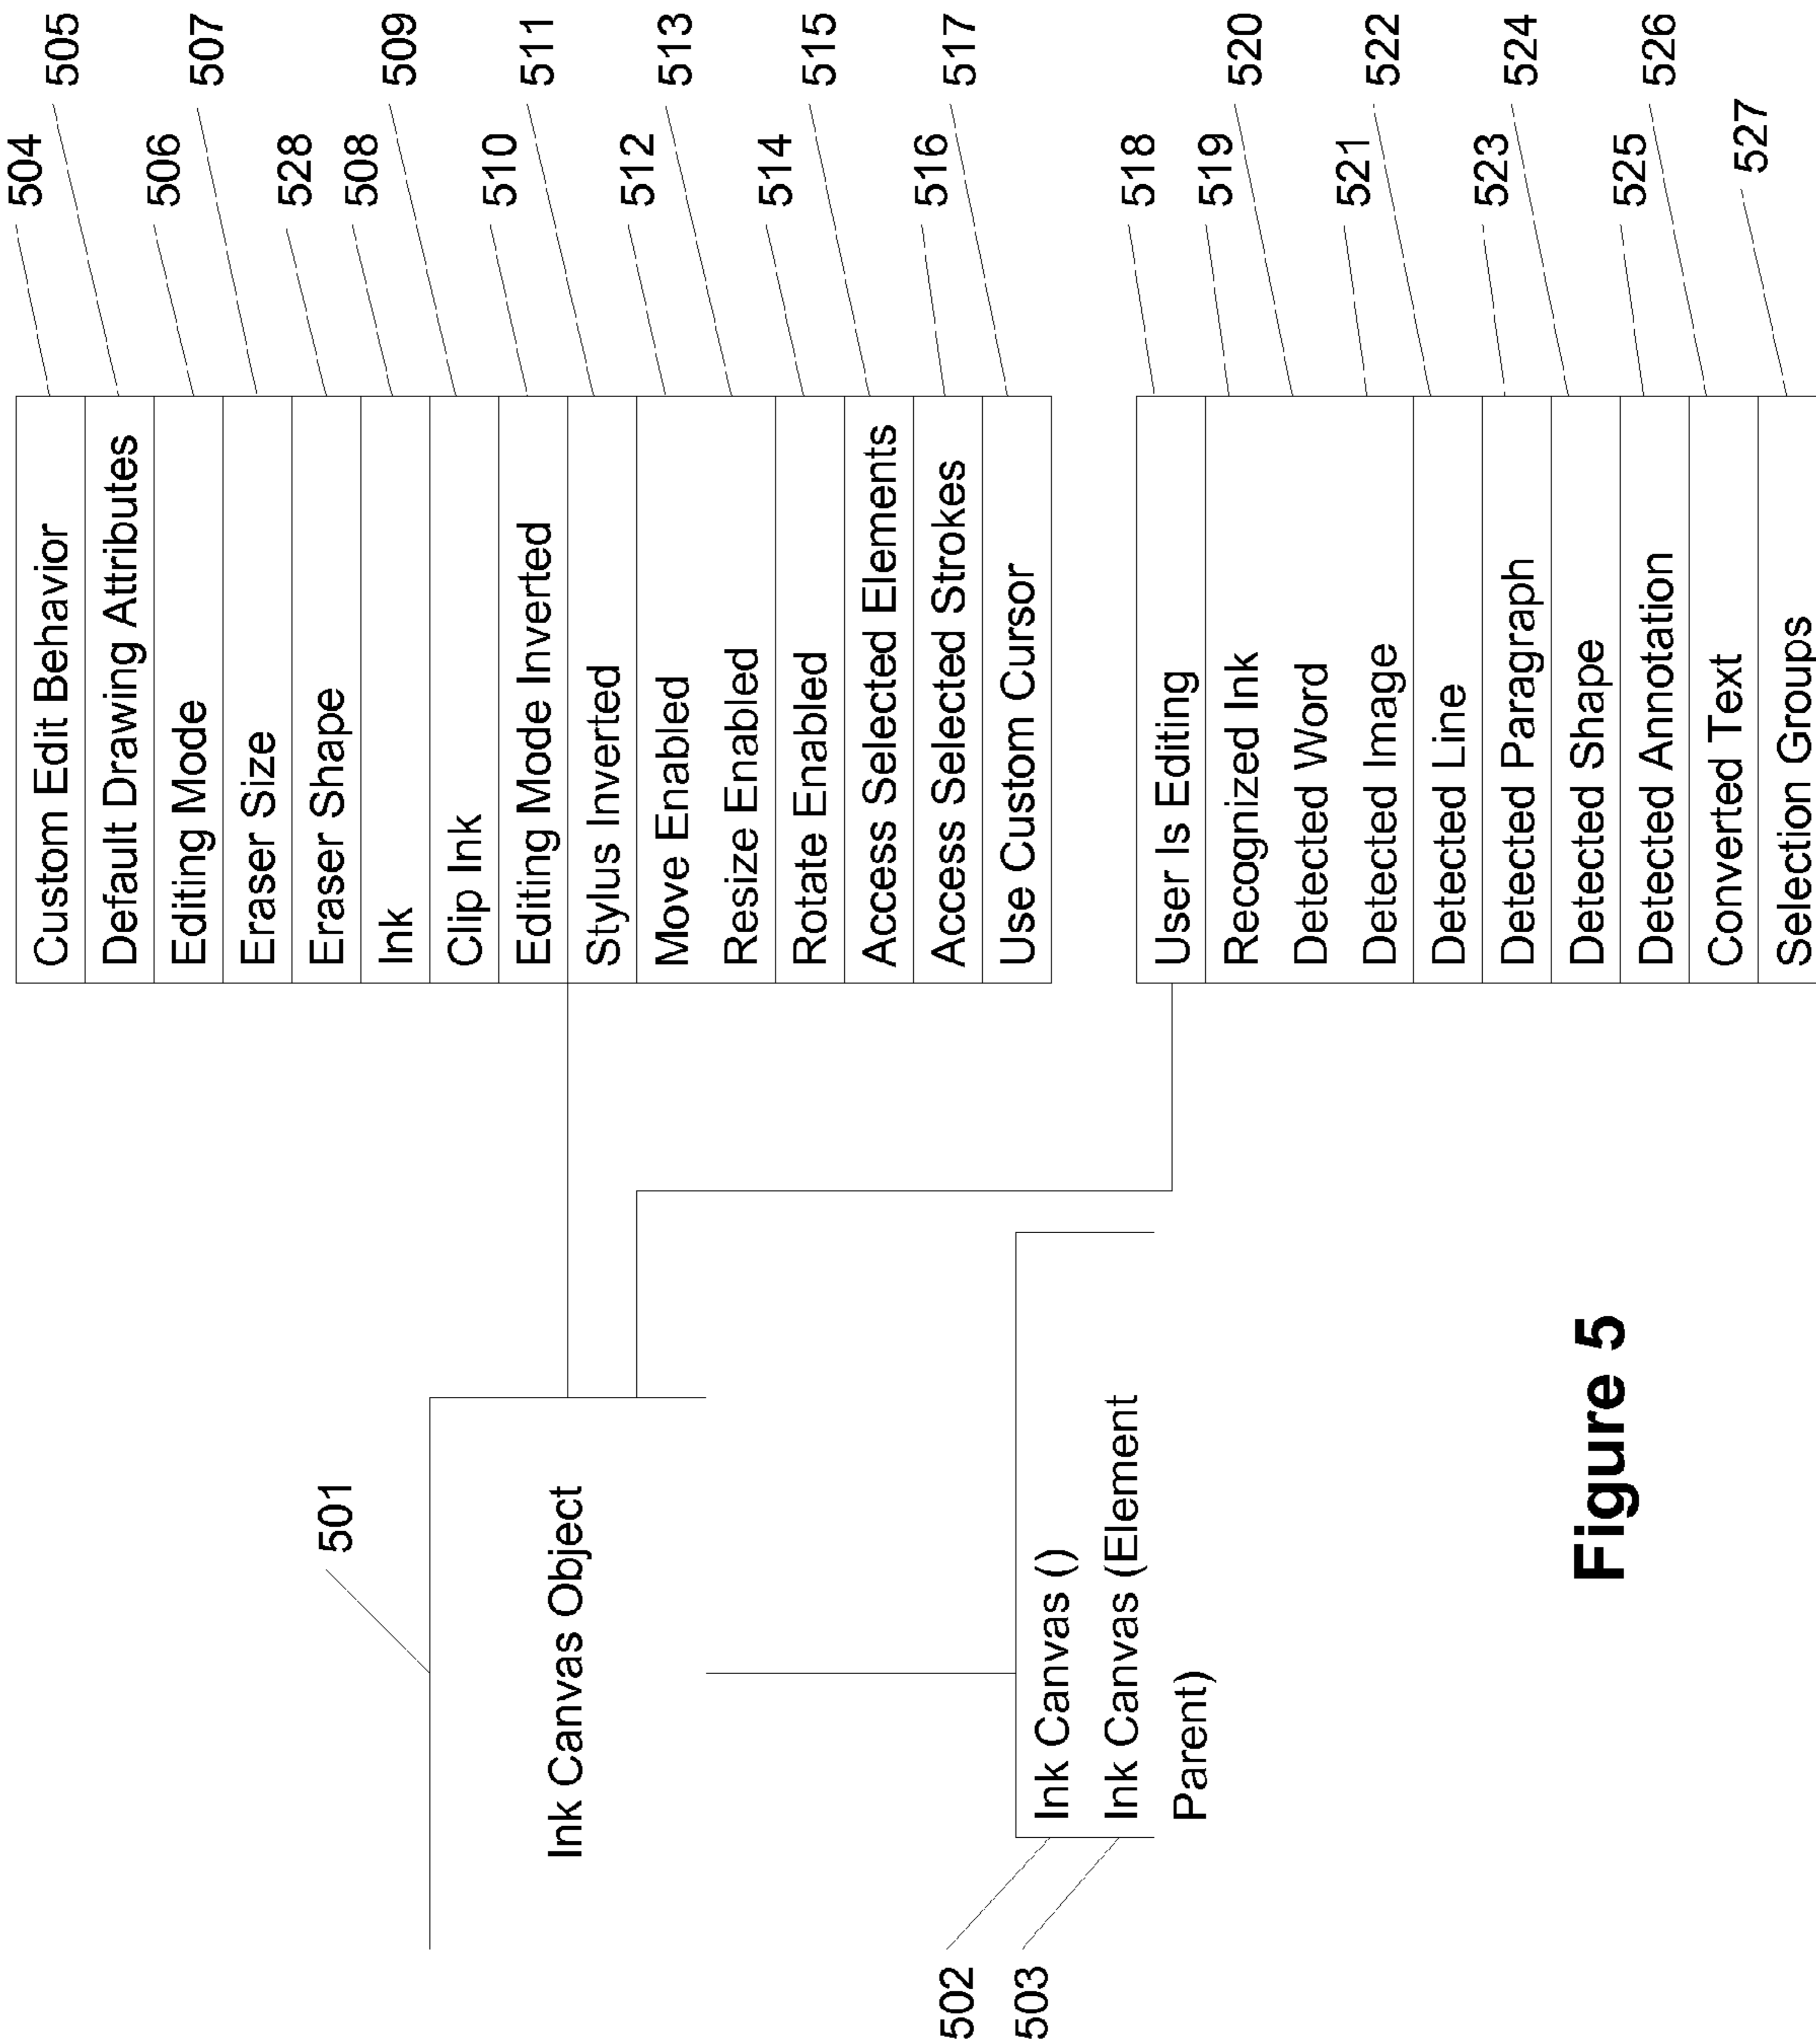 501
Ink Canvas Object
502
503
Ink Canvas ()
Ink Canvas (Element
Parent)
Custom Edit Behavior 504
Default Drawing Attributes 505
Editing Mode 506
Eraser Size 507
Eraser Shape 528
Ink 508
Clip Ink 509
Editing Mode Inverted 510
Stylus Inverted 511
Move Enabled 512
Resize Enabled 513
Rotate Enabled 514
Access Selected Elements 515
Access Selected Strokes 516
Use Custom Cursor 517
User Is Editing 518
Recognized Ink 519
Detected Word 520
Detected Image 521
Detected Line 522
Detected Paragraph 523
Detected Shape 524
Detected Annotation 525
Converted Text 526
Selection Groups 527
Figure 5